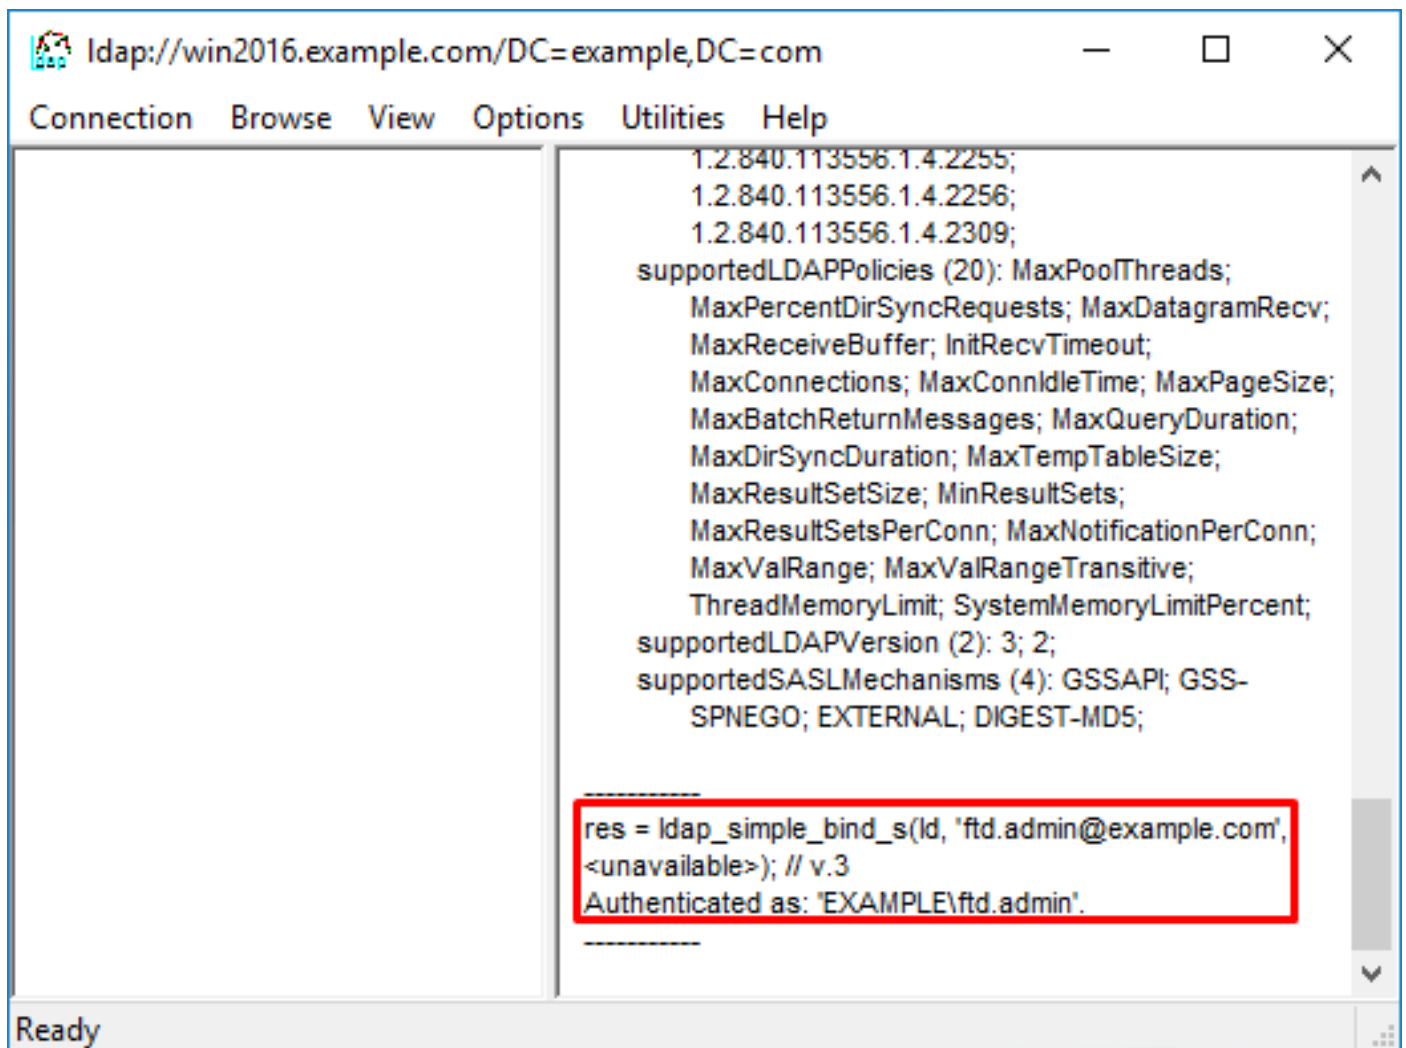 ldap://win2016.example.com/DC=example,DC=com
Connection Browse View Options Utilities Help
1.2.840.113556.1.4.2255;
1.2.840.113556.1.4.2256;
1.2.840.113556.1.4.2309;
supportedLDAPPolicies (20): MaxPoolThreads;
MaxPercentDirSyncRequests; MaxDatagramRecv;
MaxReceiveBuffer; InitRecvTimeout;
MaxConnections; MaxConnIdleTime; MaxPageSize;
MaxBatchReturnMessages; MaxQueryDuration;
MaxDirSyncDuration; MaxTempTableSize;
MaxResultSetSize; MinResultSets;
MaxResultSetsPerConn; MaxNotificationPerConn;
MaxValRange; MaxValRangeTransitive;
ThreadMemoryLimit; SystemMemoryLimitPercent;
supportedLDAPVersion (2): 3; 2;
supportedSASLMechanisms (4): GSSAPI; GSS-
SPNEGO; EXTERNAL; DIGEST-MD5;
-----------
res = ldap_simple_bind_s(ld, 'ftd.admin@example.com',
<unavailable>); // v.3
Authenticated as: 'EXAMPLE\ftd.admin'.
-----------
Ready